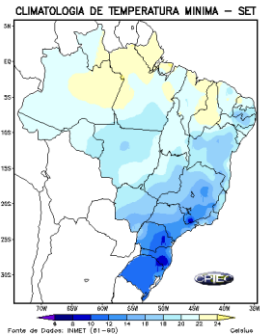 CLIMATOLOGIA DE TEMPERATURA MINIMA – SET
5N
EQ
5S
10S
15S
20S
25S
30S
CPTEC
70W 65W 60W 55W 50W 45W 40W 35W 30W
6 8 10 12 14 16 18 20 22 24
Fonte de Dados: INMET (61–90) Celsius